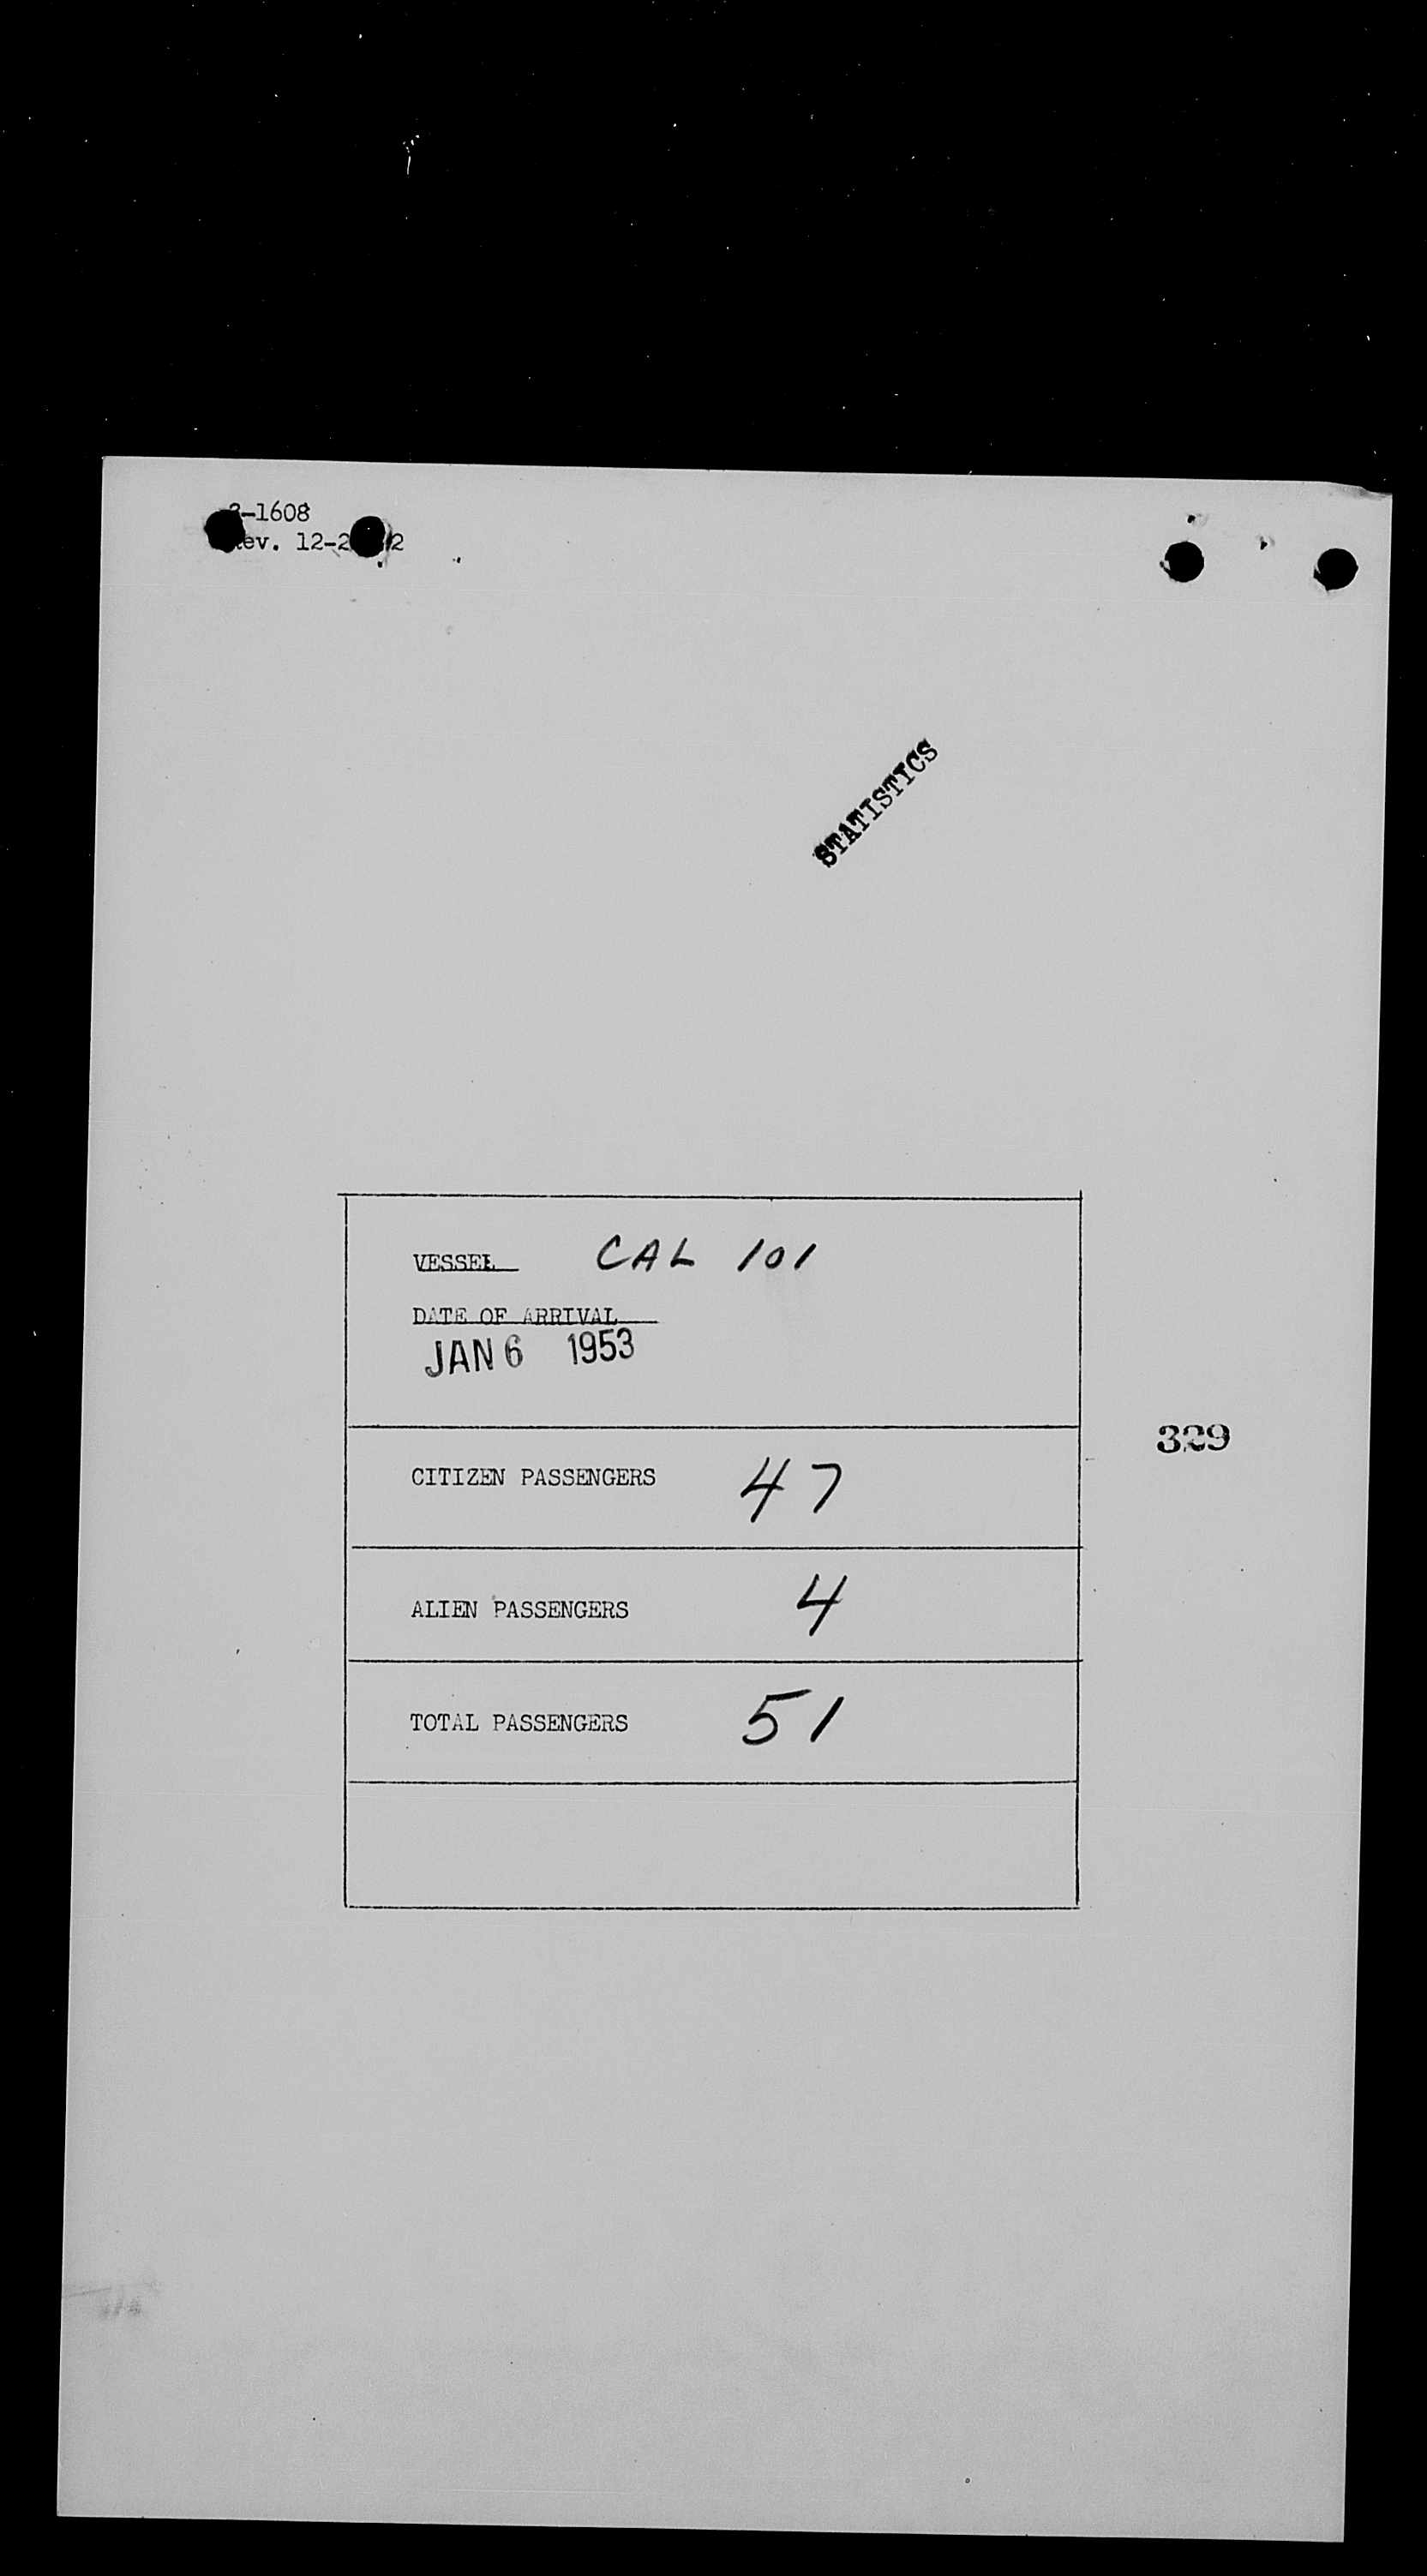 -1608
ev. 12-2
STATISTICS
VESSEL CAL 101
DATE OF ARRIVAL
JAN 6 1953
329
CITIZEN PASSENGERS 47
ALIEN PASSENGERS 4
TOTAL PASSENGERS 51